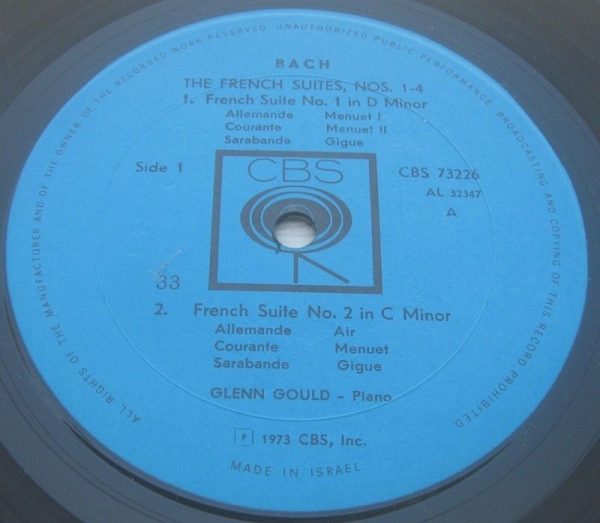 ALL RIGHTS OF THE MANUFACTURER AND OF THE OWNER OF THE RECORDED WORK RESERVED. UNAUTHORIZED PUBLIC PERFORMANCE, BROADCASTING AND COPYING OF THIS RECORD PROHIBITED.
BACH
THE FRENCH SUITES, NOS. 1-4
1. French Suite No. 1 in D Minor
Allemande Menuet I
Courante Menuet II
Sarabande Gigue
Side 1
CBS
CBS 73226
AL 32347
A
33
2. French Suite No. 2 in C Minor
Allemande Air
Courante Menuet
Sarabande Gigue
GLENN GOULD - Piano
P 1973 CBS, Inc.
MADE IN ISRAEL